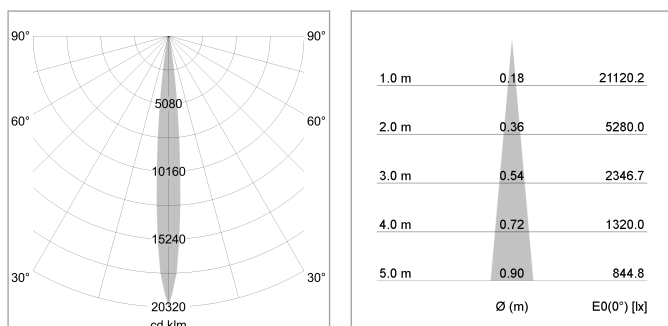 90° 90°
5080
60° 60°
10160
15240
30° 30°
20320
cd klm
1.0 m 0.18 21120.2
2.0 m 0.36 5280.0
3.0 m 0.54 2346.7
4.0 m 0.72 1320.0
5.0 m 0.90 844.8
Ø (m) E0(0°) [lx]